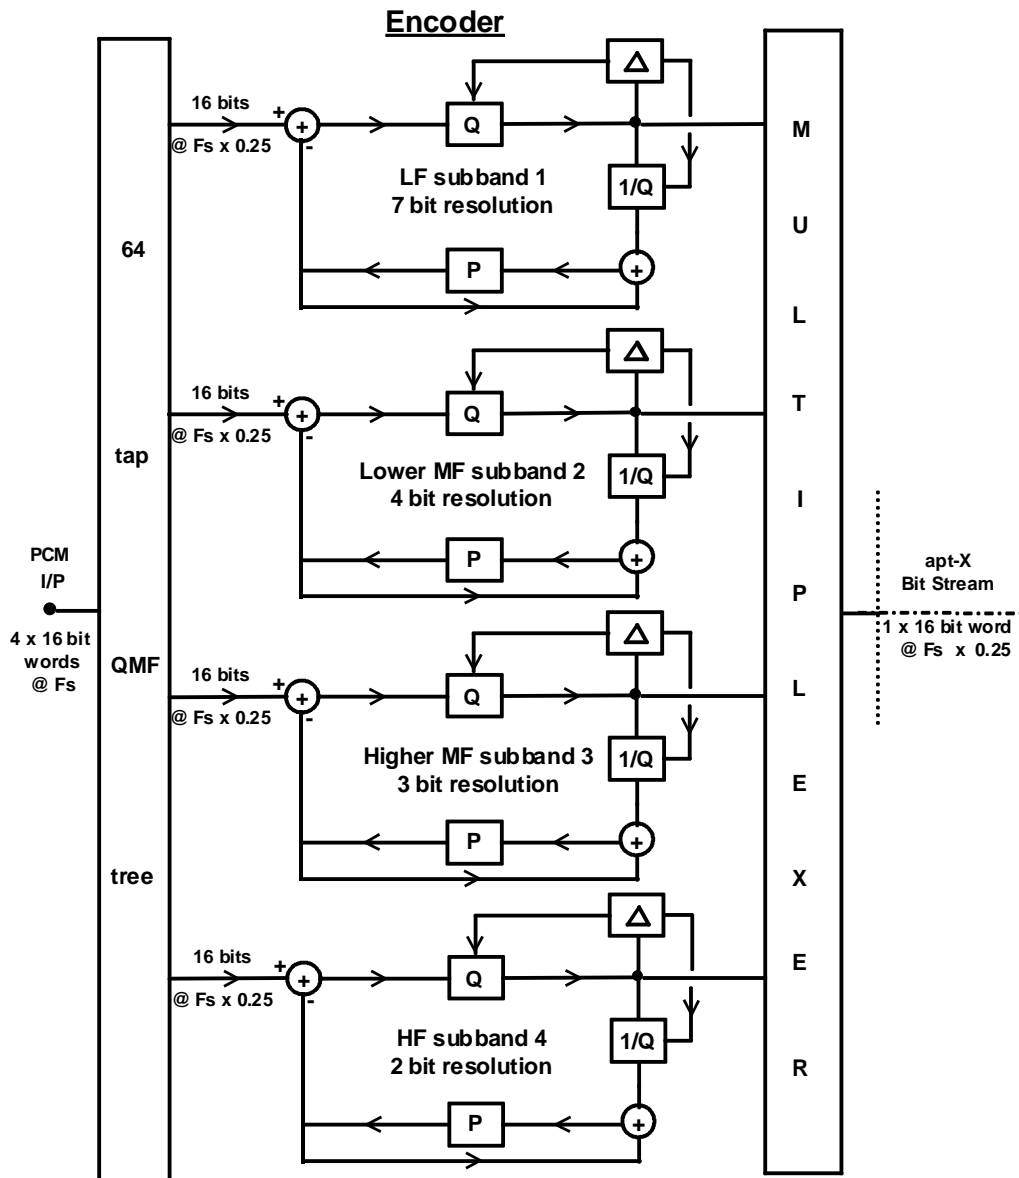 Encoder
PCM
I/P
4 x 16 bit
words
@ Fs
64
tap
QMF
tree
16 bits
@ Fs x 0.25
+
+
-
Q
Δ
1/Q
LF subband 1
7 bit resolution
P
+
16 bits
@ Fs x 0.25
+
+
-
Q
Δ
1/Q
Lower MF subband 2
4 bit resolution
P
+
16 bits
@ Fs x 0.25
+
+
-
Q
Δ
1/Q
Higher MF subband 3
3 bit resolution
P
+
16 bits
@ Fs x 0.25
+
+
-
Q
Δ
1/Q
HF subband 4
2 bit resolution
P
+
M
U
L
T
I
P
L
E
X
E
R
apt-X
Bit Stream
1 x 16 bit word
@ Fs x 0.25